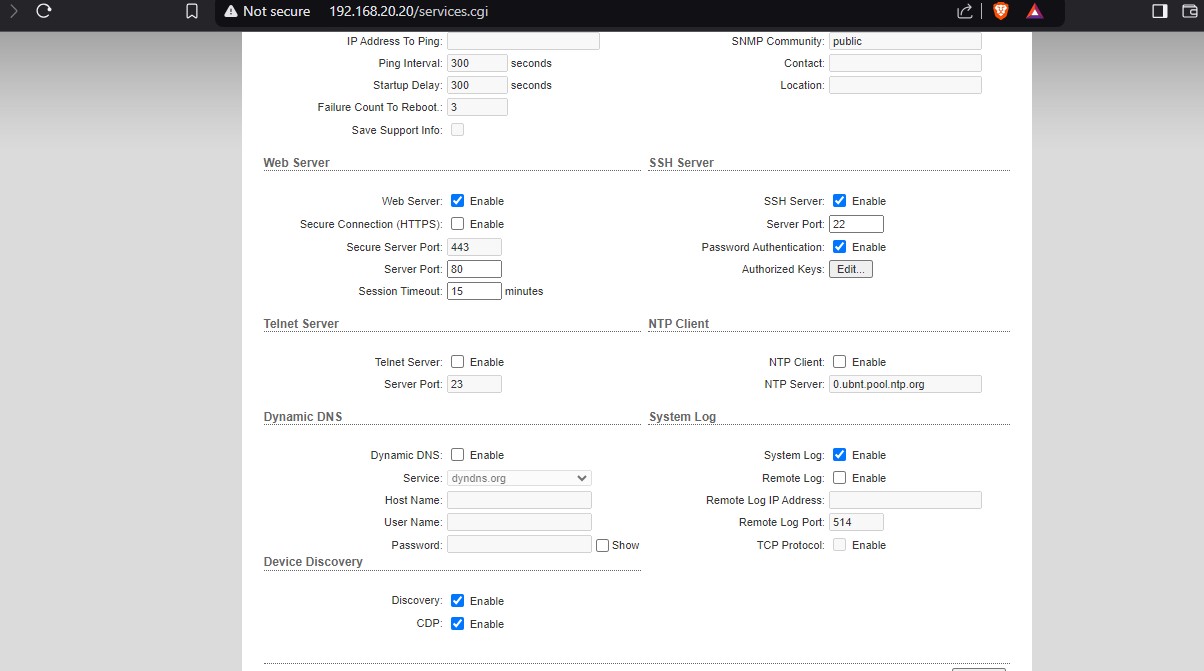 Not secure 192.168.20.20/services.cgi
IP Address To Ping:
Ping Interval: 300 seconds
Startup Delay: 300 seconds
Failure Count To Reboot.: 3
Save Support Info:
SNMP Community: public
Contact:
Location:
Web Server
Web Server: Enable
Secure Connection (HTTPS): Enable
Secure Server Port: 443
Server Port: 80
Session Timeout: 15 minutes
SSH Server
SSH Server: Enable
Server Port: 22
Password Authentication: Enable
Authorized Keys: Edit...
Telnet Server
Telnet Server: Enable
Server Port: 23
NTP Client
NTP Client: Enable
NTP Server: 0.ubnt.pool.ntp.org
Dynamic DNS
Dynamic DNS: Enable
Service: dyndns.org
Host Name:
User Name:
Password: Show
System Log
System Log: Enable
Remote Log: Enable
Remote Log IP Address:
Remote Log Port: 514
TCP Protocol: Enable
Device Discovery
Discovery: Enable
CDP: Enable